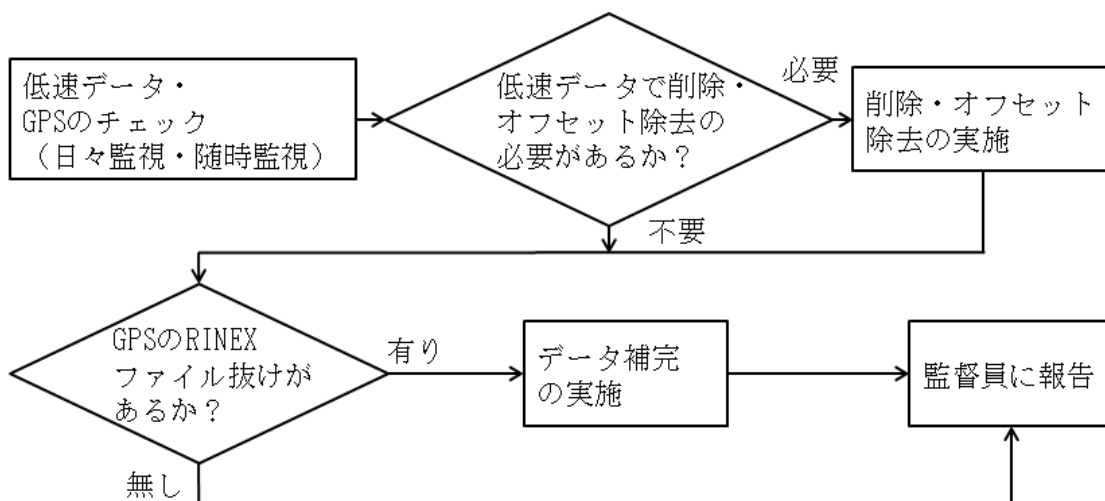 低速データ・
GPSのチェック
(日々監視・随時監視)
低速データで削除・
オフセット除去の
必要があるか?
必要
削除・オフセット
除去の実施
不要
GPSのRINEX
ファイル抜けが
あるか?
有り
データ補完
の実施
監督員に報告
無し